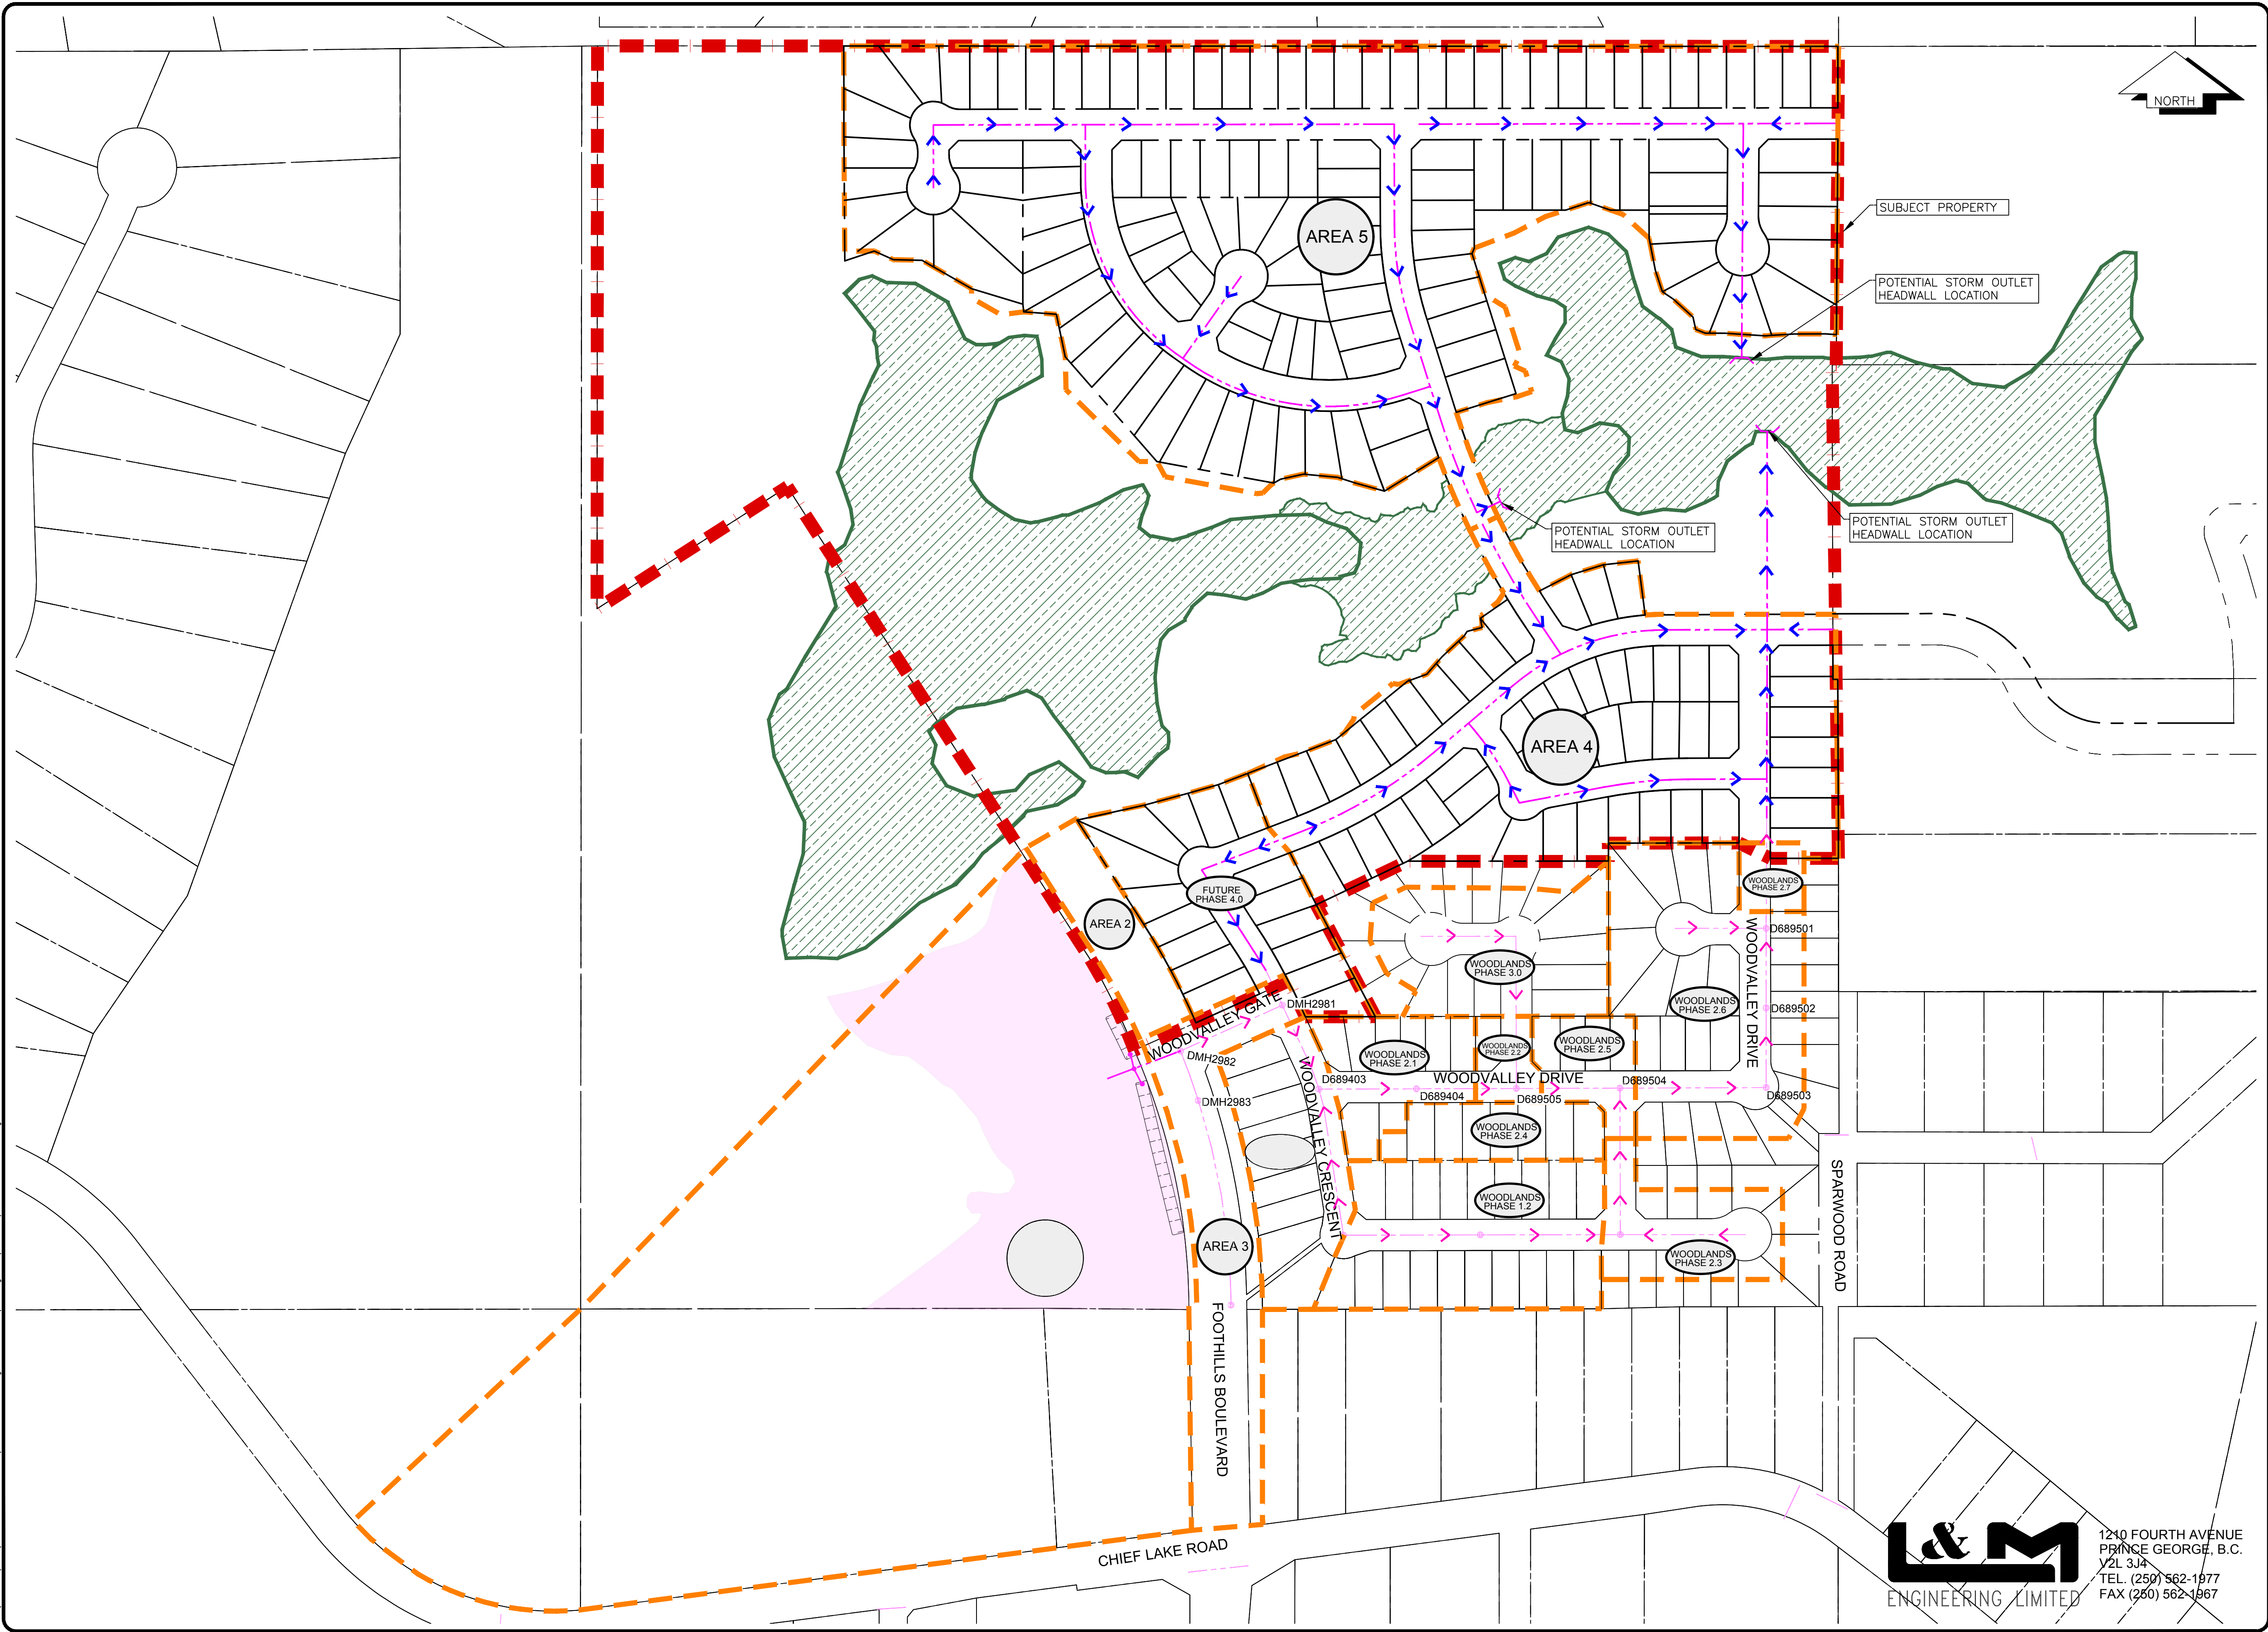 NORTH
SUBJECT PROPERTY
AREA 5
POTENTIAL STORM OUTLET
HEADWALL LOCATION
POTENTIAL STORM OUTLET
HEADWALL LOCATION
POTENTIAL STORM OUTLET
HEADWALL LOCATION
AREA 4
FUTURE
PHASE 4.0
AREA 2
WOODLANDS
PHASE 2.7
D689501
WOODVALLEY DRIVE
WOODLANDS
PHASE 3.0
WOODLANDS
PHASE 2.6
D689502
DMH2981
WOODVALLEY GATE
DMH2982
WOODLANDS
PHASE 2.1
WOODLANDS
PHASE 2.2
WOODLANDS
PHASE 2.5
D689403
WOODVALLEY DRIVE
D689504
D689404
D689505
D689503
DMH2983
WOODVALLEY CRESCENT
WOODLANDS
PHASE 2.4
WOODLANDS
PHASE 1.2
SPARWOOD ROAD
AREA 3
WOODLANDS
PHASE 2.3
FOOTHILLS BOULEVARD
CHIEF LAKE ROAD
L&M
ENGINEERING LIMITED
1210 FOURTH AVENUE
PRINCE GEORGE, B.C.
V2L 3J4
TEL. (250) 562-1977
FAX (250) 562-1967